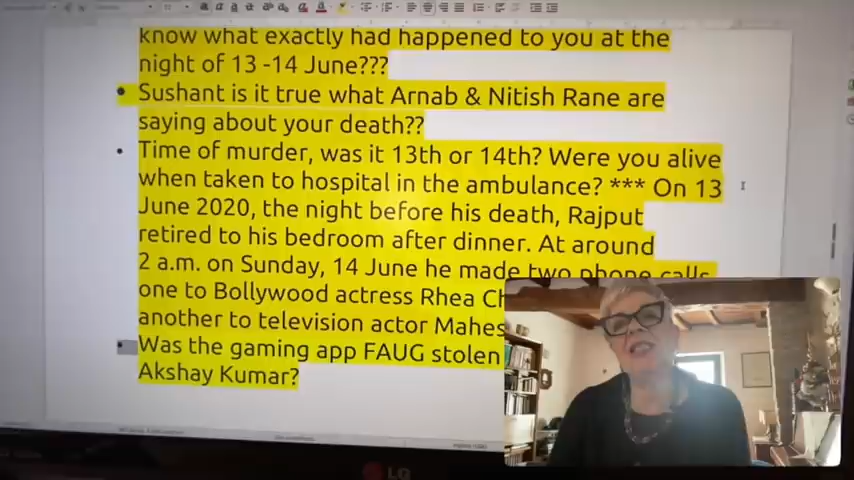 know what exactly had happened to you at the
night of 13 -14 June???
Sushant is it true what Arnab & Nitish Rane are
saying about your death??
Time of murder, was it 13th or 14th? Were you alive
when taken to hospital in the ambulance? *** On 13
June 2020, the night before his death, Rajput
retired to his bedroom after dinner. At around
2 a.m. on Sunday, 14 June he made two phone calls
one to Bollywood actress Rhea Ch
another to television actor Mahes
Was the gaming app FAUG stolen
Akshay Kumar?
LG